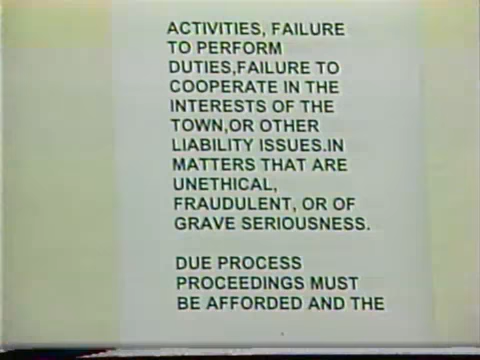 ACTIVITIES, FAILURE
TO PERFORM
DUTIES,FAILURE TO
COOPERATE IN THE
INTERESTS OF THE
TOWN,OR OTHER
LIABILITY ISSUES.IN
MATTERS THAT ARE
UNETHICAL,
FRAUDULENT, OR OF
GRAVE SERIOUSNESS.
DUE PROCESS
PROCEEDINGS MUST
BE AFFORDED AND THE